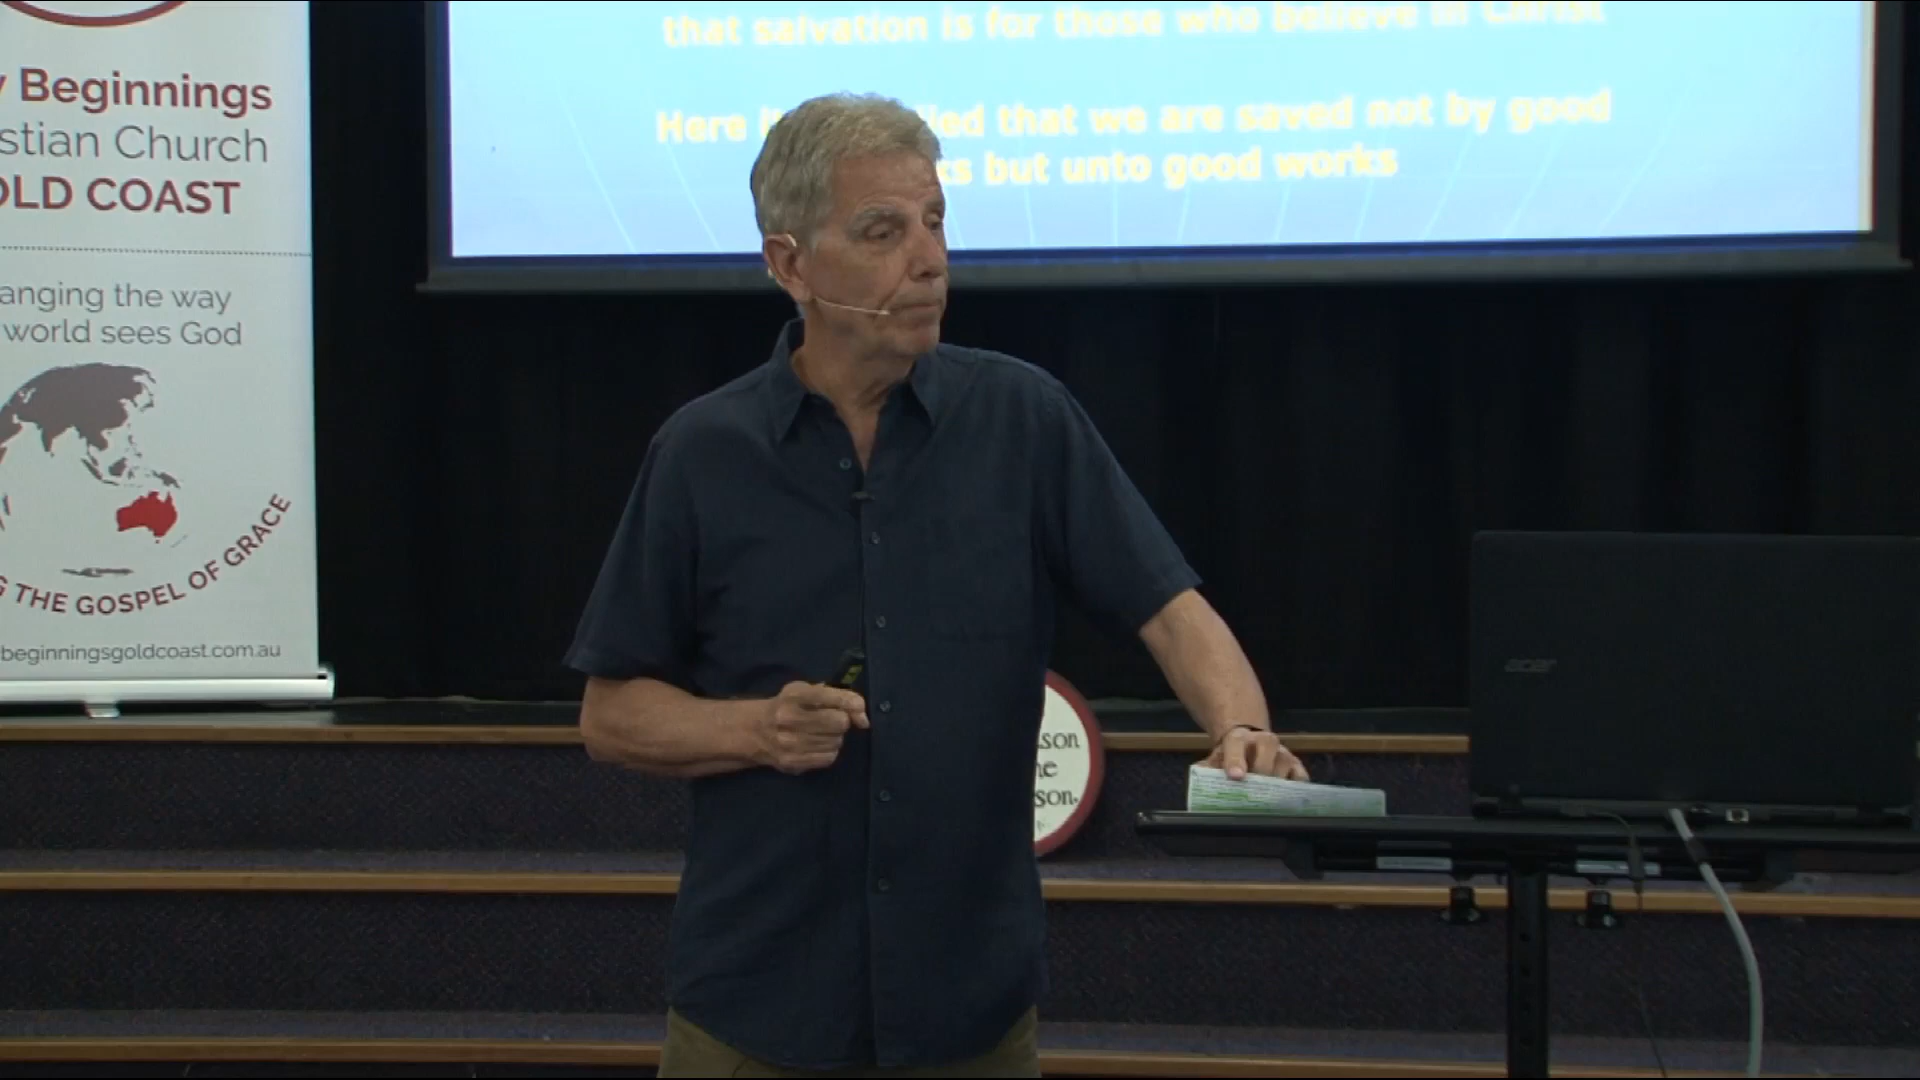 y Beginnings
stian Church
OLD COAST
anging the way
world sees God
G THE GOSPEL OF GRACE
beginningsgoldcoast.com.au
that salvation is for those who believe in Christ
Here that we are saved not by good
ks but unto good works
son
he
son.
acer